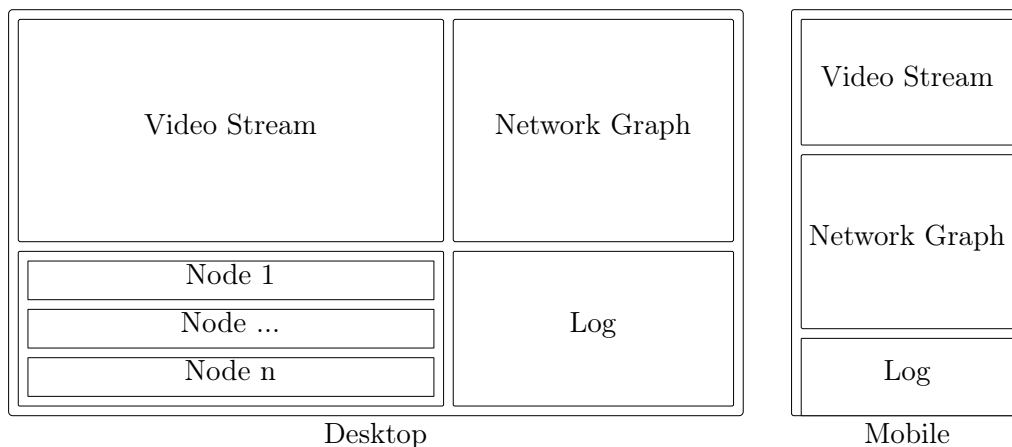 Video Stream
Network Graph
Node 1
Node ...
Node n
Log
Desktop
Video Stream
Network Graph
Log
Mobile